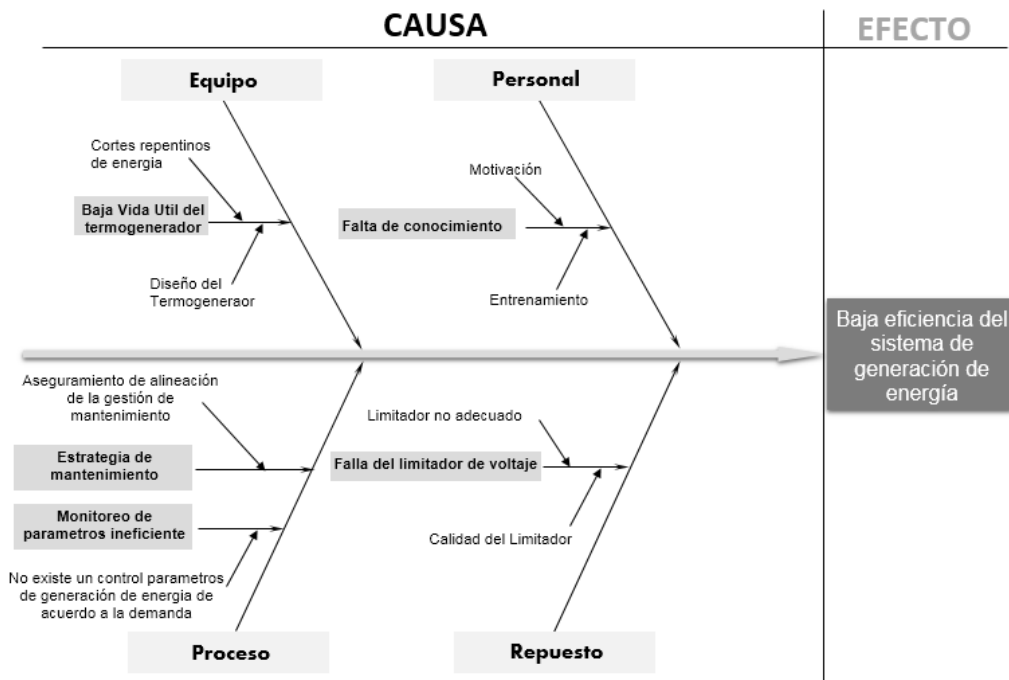 CAUSA
EFECTO
Equipo
Personal
Cortes repentinos
de energia
Baja Vida Util del
termogenerador
Diseño del
Termogeneraor
Motivación
Falta de conocimiento
Entrenamiento
Baja eficiencia del
sistema de
generación de
energía
Aseguramiento de alineación
de la gestión de
mantenimiento
Estrategia de
mantenimiento
Monitoreo de
parametros ineficiente
No existe un control parametros
de generación de energia de
acuerdo a la demanda
Limitador no adecuado
Falla del limitador de voltaje
Calidad del Limitador
Proceso
Repuesto